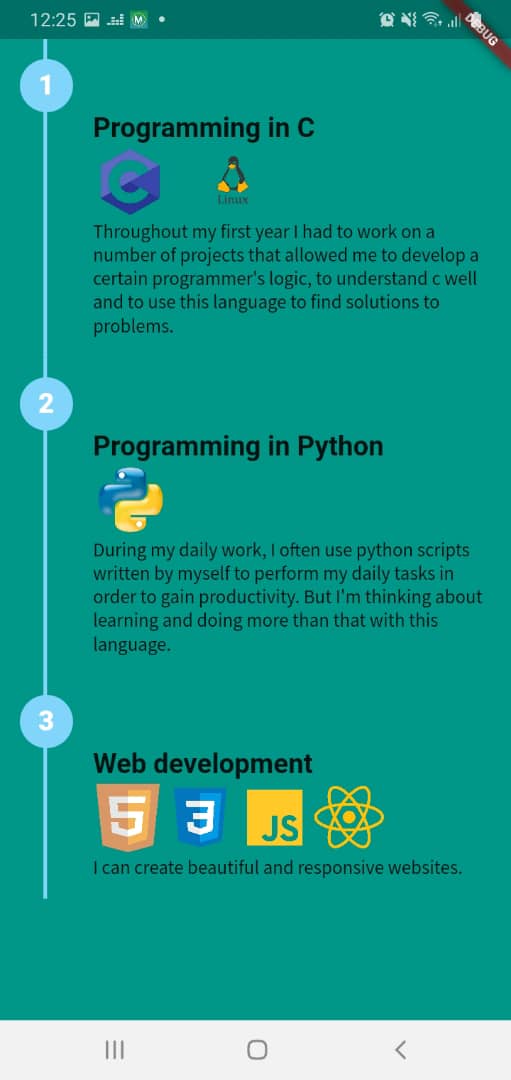 12:25
DEBUG
1
Programming in C
C
Linux
Throughout my first year I had to work on a
number of projects that allowed me to develop a
certain programmer's logic, to understand c well
and to use this language to find solutions to
problems.
2
Programming in Python
During my daily work, I often use python scripts
written by myself to perform my daily tasks in
order to gain productivity. But I'm thinking about
learning and doing more than that with this
language.
3
Web development
5 3 JS
I can create beautiful and responsive websites.